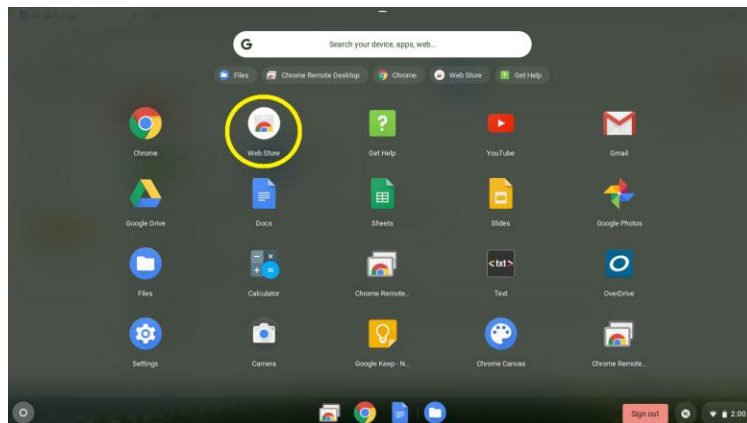 G Search your device, apps, web...
Files Chrome Remote Desktop Chrome Web Store Get Help
Chrome Web Store Get Help YouTube Gmail
Google Drive Docs Sheets Slides Google Photos
<txt>
Files Calculator Chrome Remote... Text OverDrive
Settings Camera Google Keep - N... Chrome Canvas Chrome Remote...
Sign out 2:00